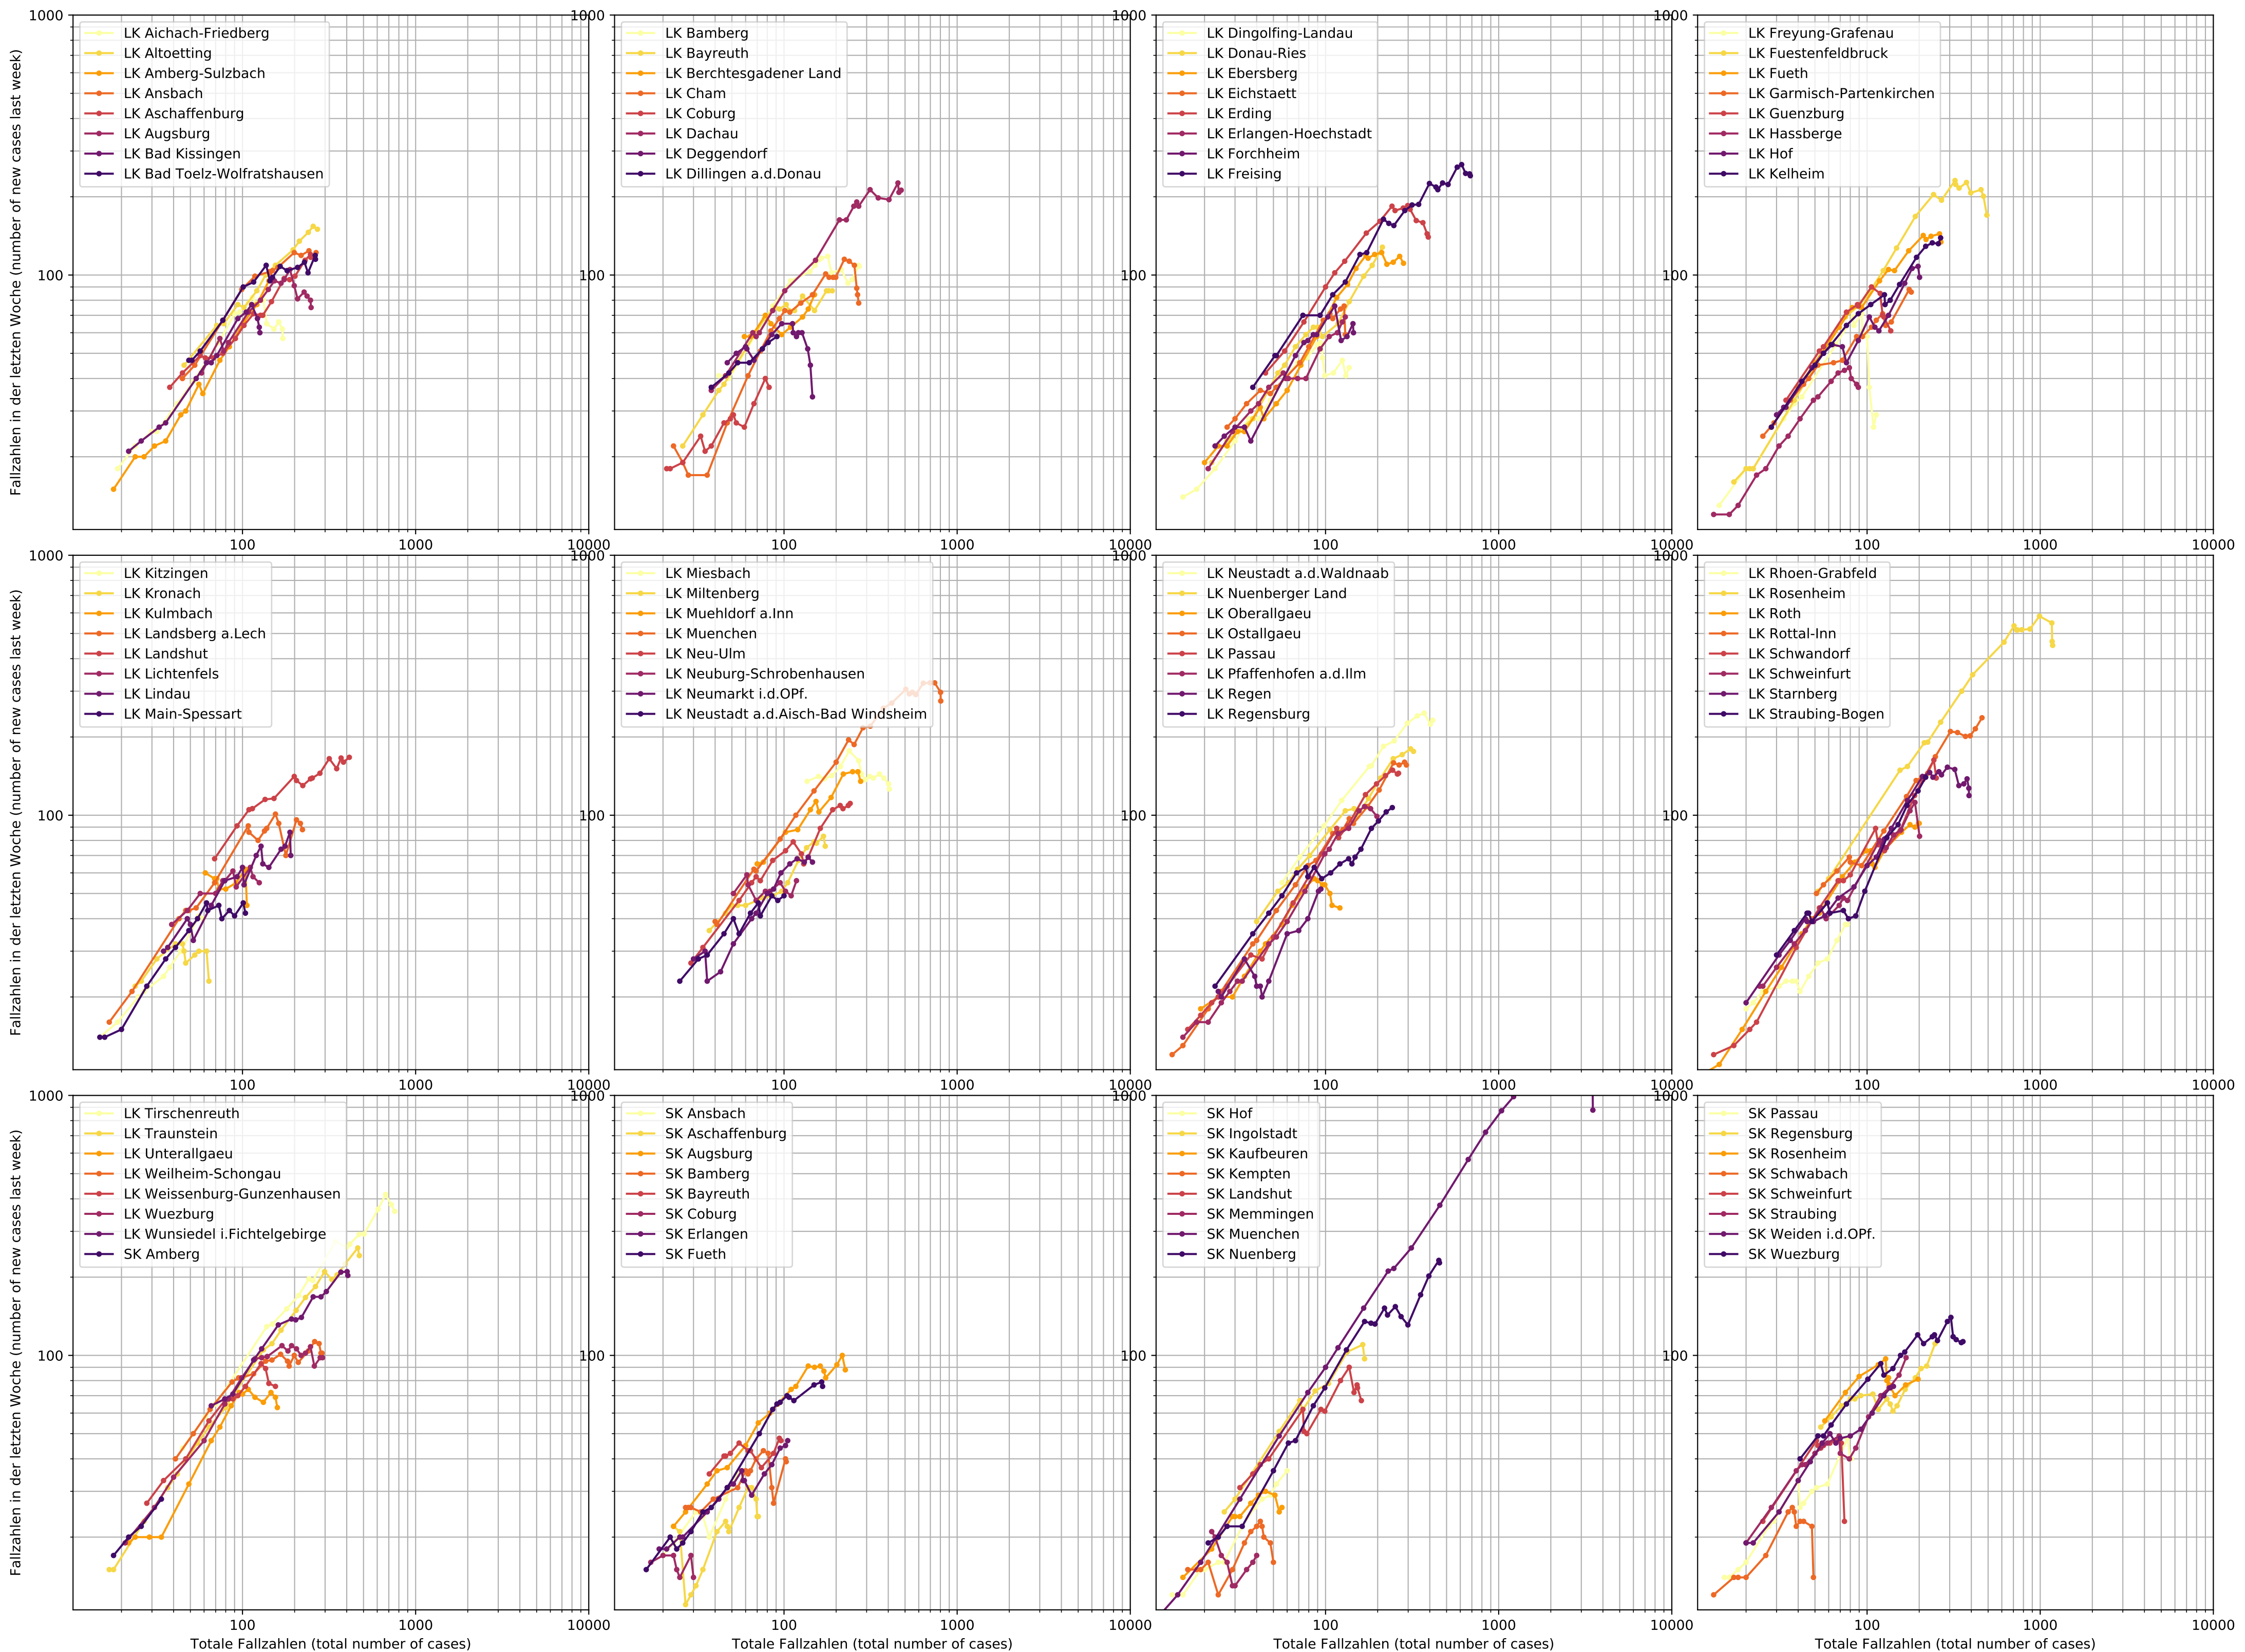 1000
100
Fallzahlen in der letzten Woche (number of new cases last week)
LK Aichach-Friedberg
LK Altoetting
LK Amberg-Sulzbach
LK Ansbach
LK Aschaffenburg
LK Augsburg
LK Bad Kissingen
LK Bad Toelz-Wolfratshausen
100
1000
10000
1000
100
LK Bamberg
LK Bayreuth
LK Berchtesgadener Land
LK Cham
LK Coburg
LK Dachau
LK Deggendorf
LK Dillingen a.d.Donau
100
1000
10000
1000
100
LK Dingolfing-Landau
LK Donau-Ries
LK Ebersberg
LK Eichstaett
LK Erding
LK Erlangen-Hoechstadt
LK Forchheim
LK Freising
100
1000
10000
1000
100
LK Freyung-Grafenau
LK Fuestenfeldbruck
LK Fueth
LK Garmisch-Partenkirchen
LK Guenzburg
LK Hassberge
LK Hof
LK Kelheim
100
1000
10000
1000
100
Fallzahlen in der letzten Woche (number of new cases last week)
LK Kitzingen
LK Kronach
LK Kulmbach
LK Landsberg a.Lech
LK Landshut
LK Lichtenfels
LK Lindau
LK Main-Spessart
100
1000
10000
1000
100
LK Miesbach
LK Miltenberg
LK Muehldorf a.Inn
LK Muenchen
LK Neu-Ulm
LK Neuburg-Schrobenhausen
LK Neumarkt i.d.OPf.
LK Neustadt a.d.Aisch-Bad Windsheim
100
1000
10000
1000
100
LK Neustadt a.d.Waldnaab
LK Nuenberger Land
LK Oberallgaeu
LK Ostallgaeu
LK Passau
LK Pfaffenhofen a.d.Ilm
LK Regen
LK Regensburg
100
1000
10000
1000
100
LK Rhoen-Grabfeld
LK Rosenheim
LK Roth
LK Rottal-Inn
LK Schwandorf
LK Schweinfurt
LK Starnberg
LK Straubing-Bogen
100
1000
10000
1000
100
Fallzahlen in der letzten Woche (number of new cases last week)
LK Tirschenreuth
LK Traunstein
LK Unterallgaeu
LK Weilheim-Schongau
LK Weissenburg-Gunzenhausen
LK Wuezburg
LK Wunsiedel i.Fichtelgebirge
SK Amberg
100
1000
10000
Totale Fallzahlen (total number of cases)
1000
100
SK Ansbach
SK Aschaffenburg
SK Augsburg
SK Bamberg
SK Bayreuth
SK Coburg
SK Erlangen
SK Fueth
100
1000
10000
Totale Fallzahlen (total number of cases)
1000
100
SK Hof
SK Ingolstadt
SK Kaufbeuren
SK Kempten
SK Landshut
SK Memmingen
SK Muenchen
SK Nuenberg
100
1000
10000
Totale Fallzahlen (total number of cases)
1000
100
SK Passau
SK Regensburg
SK Rosenheim
SK Schwabach
SK Schweinfurt
SK Straubing
SK Weiden i.d.OPf.
SK Wuezburg
100
1000
10000
Totale Fallzahlen (total number of cases)